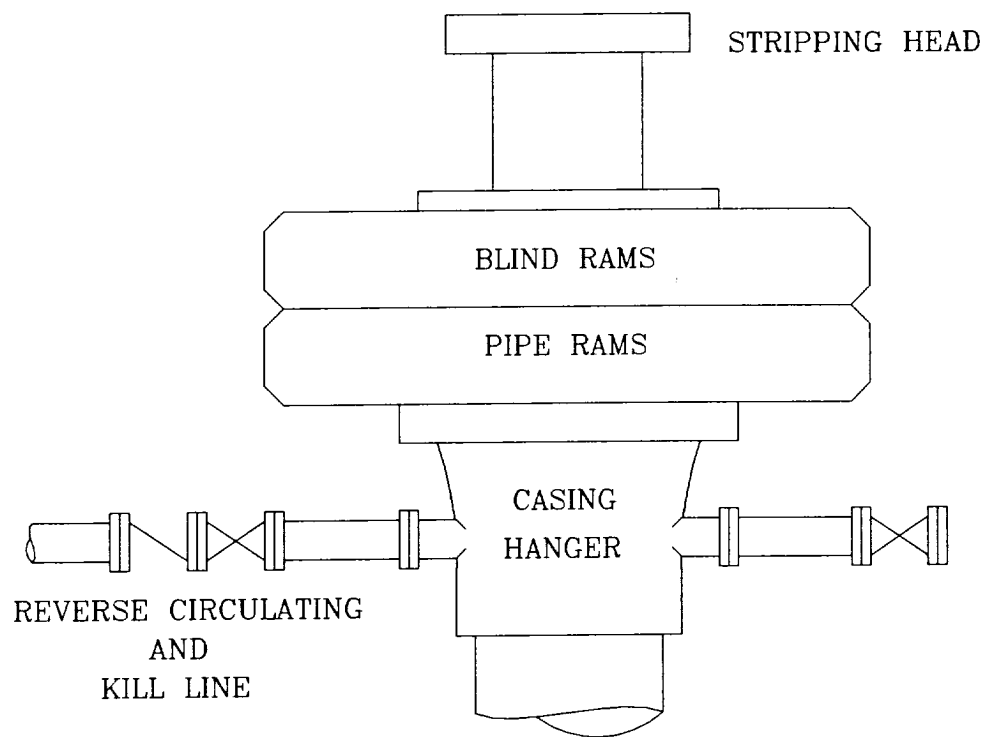 STRIPPING HEAD
BLIND RAMS
PIPE RAMS
CASING
HANGER
REVERSE CIRCULATING
AND
KILL LINE